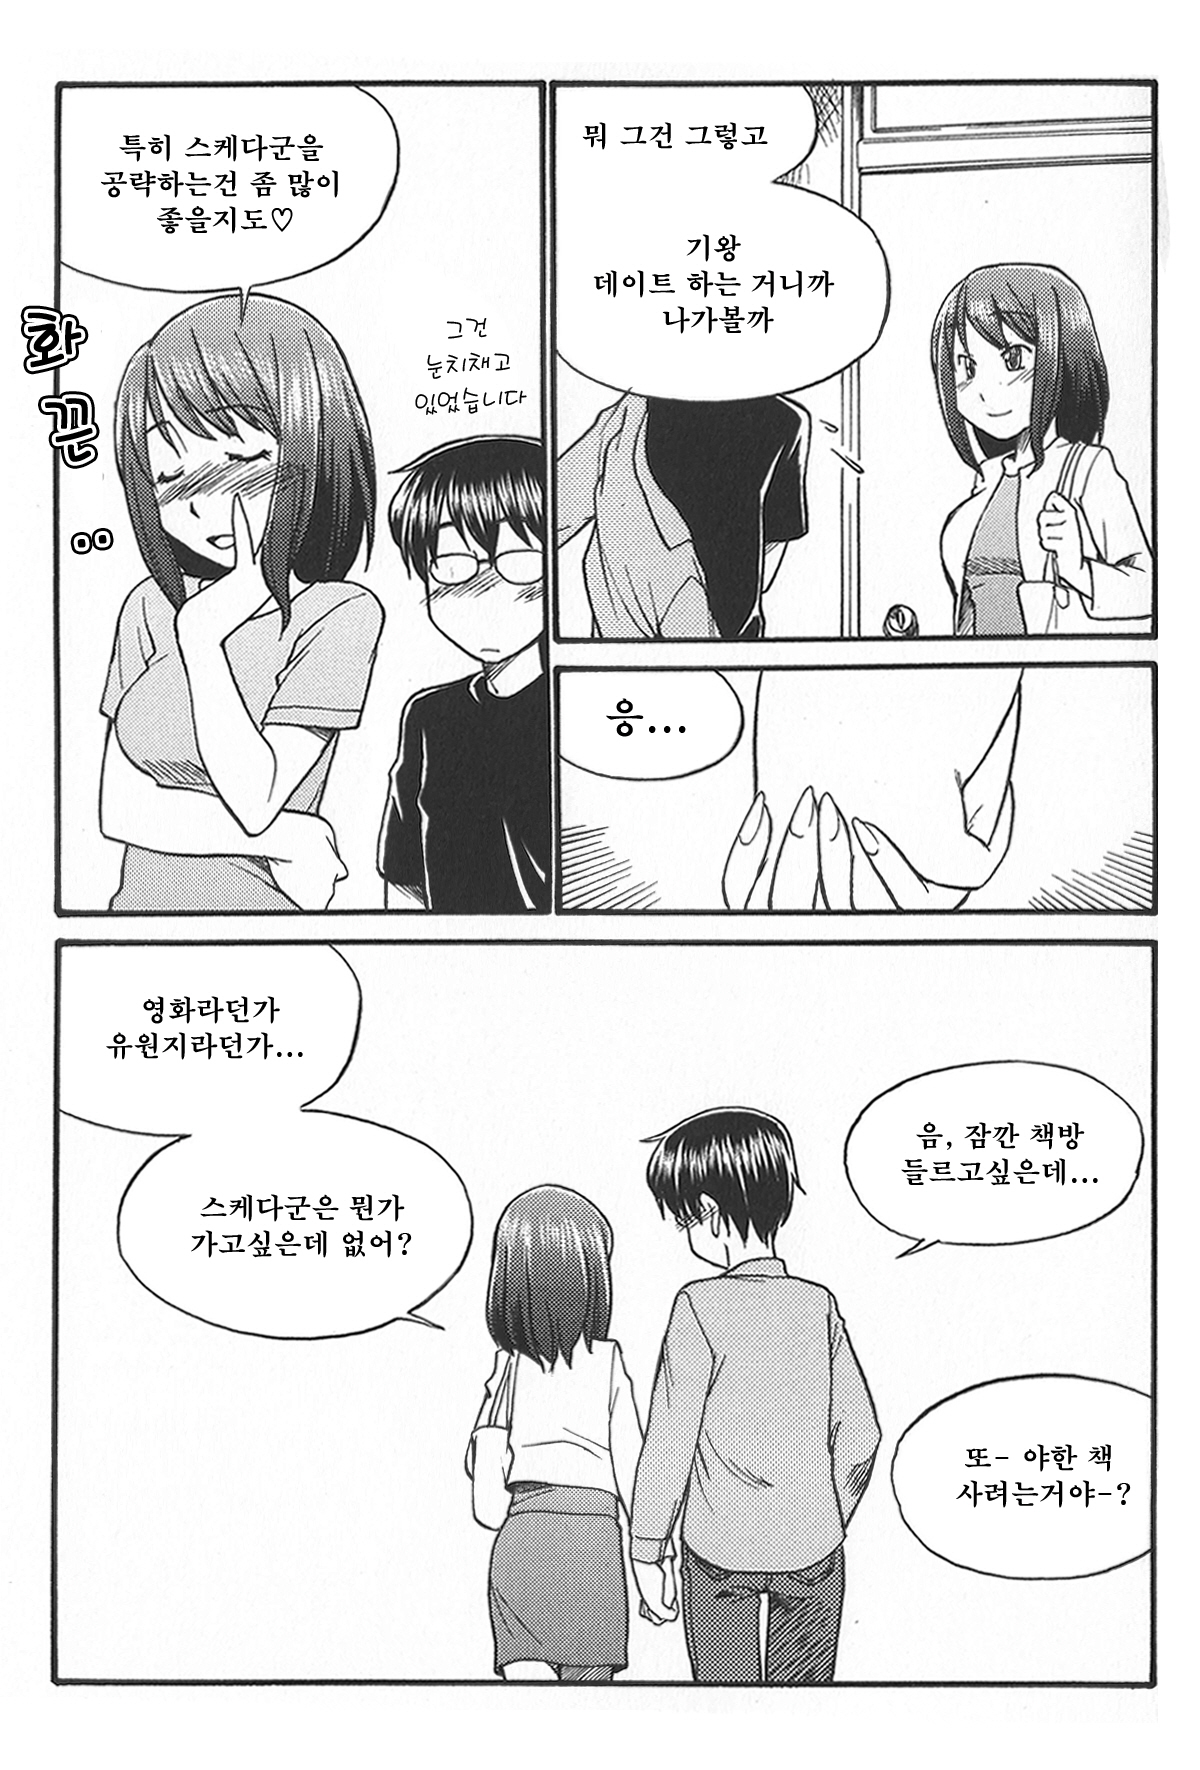 특히 스케다군을
공략하는건 좀 많이
좋을지도♡
화
끈
..
그건
눈치채고
있었습니다
뭐 그건 그렇고
기왕
데이트 하는 거니까
나가볼까
응...
영화라던가
유원지라던가...
스케다군은 뭔가
가고싶은데 없어?
음, 잠깐 책방
들르고싶은데...
또- 야한 책
사려는거야-?